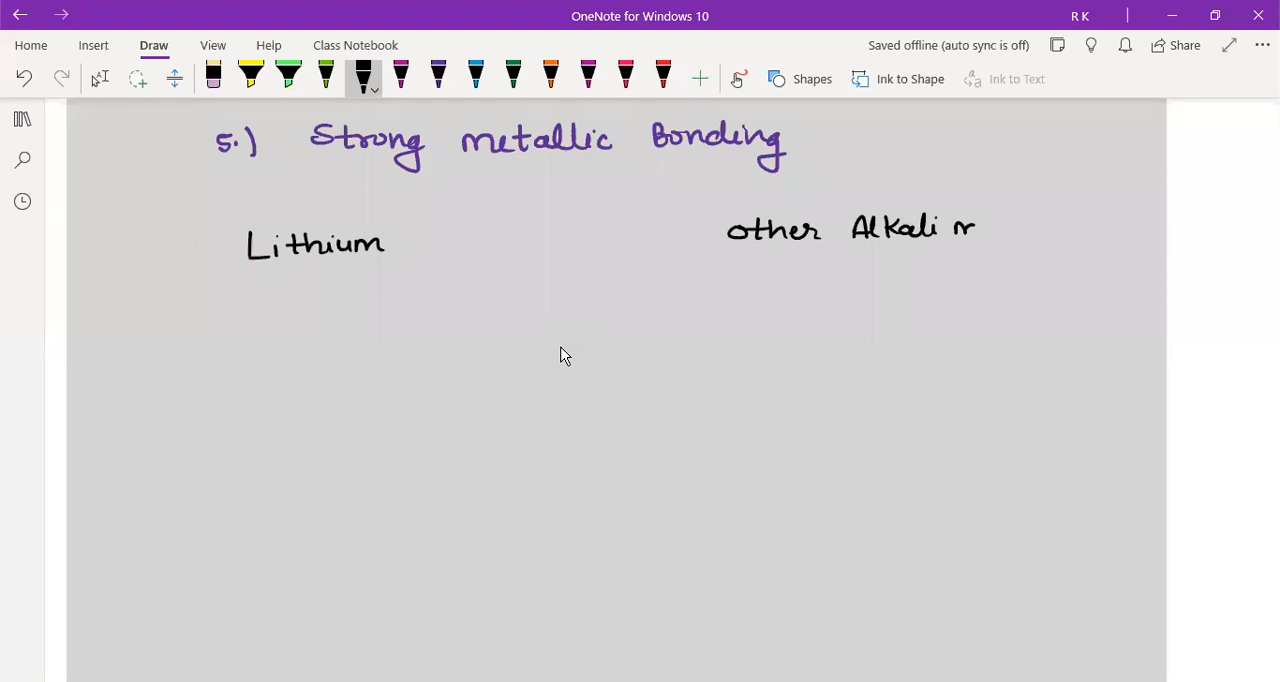 OneNote for Windows 10
R K
Home Insert Draw View Help Class Notebook
Saved offline (auto sync is off)
Share
Shapes
Ink to Shape
Ink to Text
5.) Strong metallic Bonding
Lithium
other Alkali m